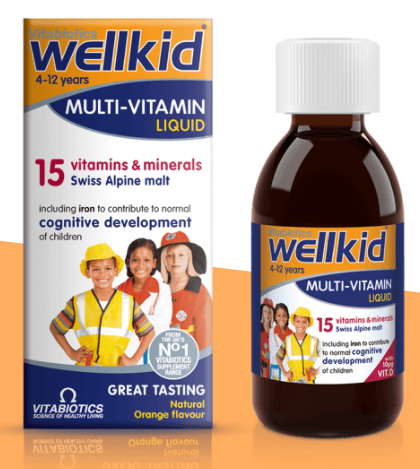 Vitabiotics
wellkid
4-12 years
MULTI-VITAMIN
LIQUID
15 vitamins & minerals
Swiss Alpine malt
including iron to contribute to normal
cognitive development
of children
FROM
THE UK'S
Nº1
VITABIOTICS
SUPPLEMENT
RANGE
GREAT TASTING
Natural
Orange flavour
VITABIOTICS
SCIENCE OF HEALTHY LIVING
Vitabiotics
wellkid
4-12 years
MULTI-VITAMIN
LIQUID
15 vitamins & minerals
Swiss Alpine malt
including iron to contribute
to normal cognitive
development
of children
with
10μg
VIT.D